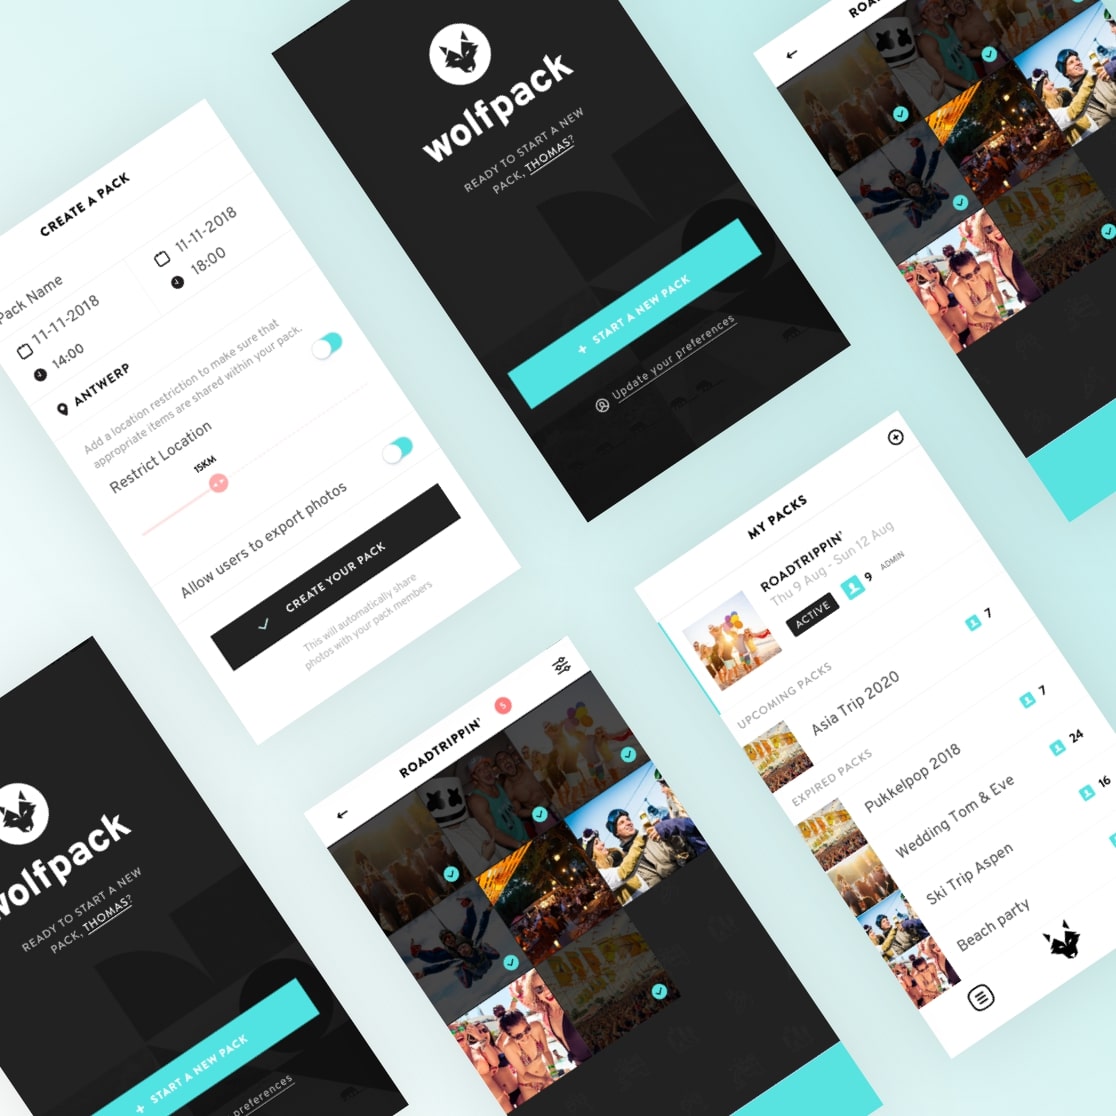 CREATE A PACK
Pack Name
11-11-2018
14:00
11-11-2018
18:00
ANTWERP
Add a location restriction to make sure that
appropriate items are shared within your pack.
Restrict Location
15KM
Allow users to export photos
CREATE YOUR PACK
This will automatically share
photos with your pack members
wolfpack
READY TO START A NEW
PACK, THOMAS?
+ START A NEW PACK
Update your preferences
MY PACKS
ROADTRIPPIN'
Thu 9 Aug - Sun 12 Aug
ACTIVE
9
ADMIN
UPCOMING PACKS
Asia Trip 2020
7
EXPIRED PACKS
Pukkelpop 2018
7
Wedding Tom & Eve
24
Ski Trip Aspen
16
Beach party
ROADTRIPPIN'
5
wolfpack
READY TO START A NEW
PACK, THOMAS?
+ START A NEW PACK
preferences